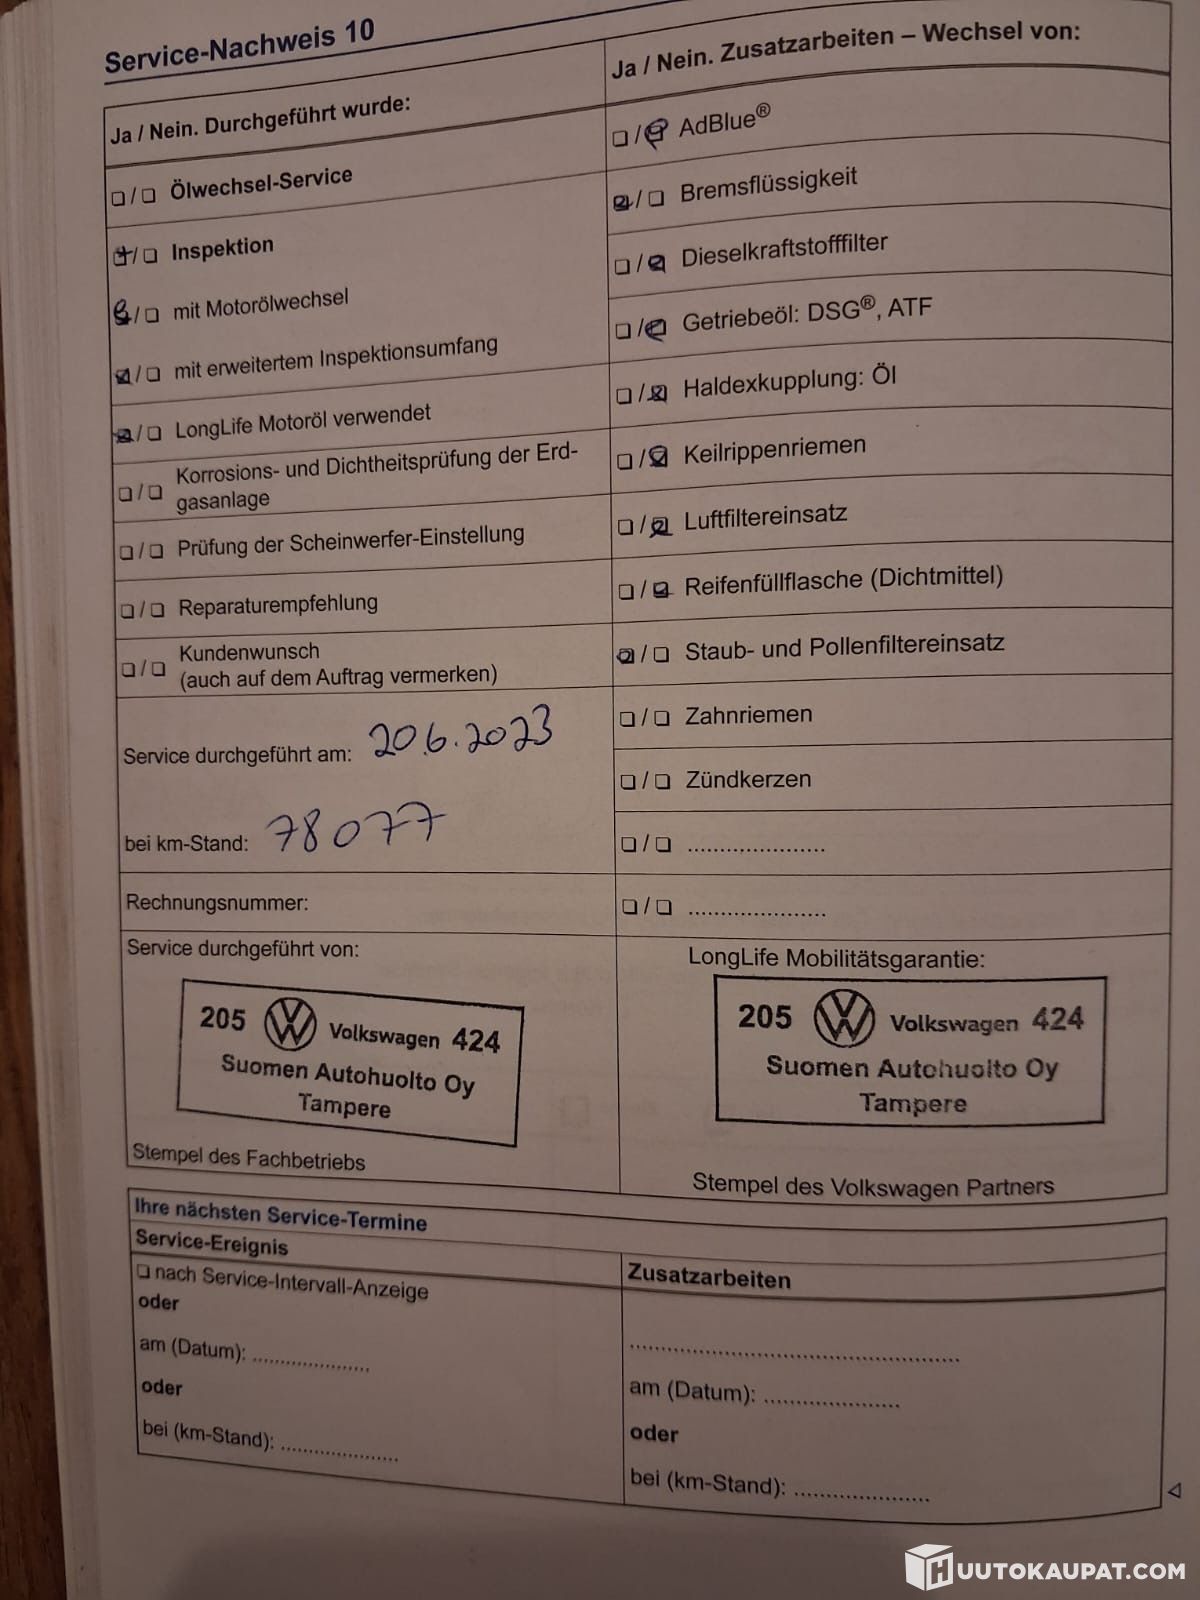 Service-Nachweis 10
Ja / Nein. Durchgeführt wurde:
❏ / ❏ Ölwechsel-Service
❏ / ❏ Inspektion
❏ / ❏ mit Motorölwechsel
❏ / ❏ mit erweitertem Inspektionsumfang
❏ / ❏ LongLife Motoröl verwendet
❏ / ❏ Korrosions- und Dichtheitsprüfung der Erd-
gasanlage
❏ / ❏ Prüfung der Scheinwerfer-Einstellung
❏ / ❏ Reparaturempfehlung
❏ / ❏ Kundenwunsch
(auch auf dem Auftrag vermerken)
Service durchgeführt am: 20.6.2023
bei km-Stand: 78077
Rechnungsnummer:
Service durchgeführt von:
205 Volkswagen 424
Suomen Autohuolto Oy
Tampere
Stempel des Fachbetriebs
Ja / Nein. Zusatzarbeiten – Wechsel von:
❏ / ❏ AdBlue®
❏ / ❏ Bremsflüssigkeit
❏ / ❏ Dieselkraftstofffilter
❏ / ❏ Getriebeöl: DSG®, ATF
❏ / ❏ Haldexkupplung: Öl
❏ / ❏ Keilrippenriemen
❏ / ❏ Luftfiltereinsatz
❏ / ❏ Reifenfüllflasche (Dichtmittel)
❏ / ❏ Staub- und Pollenfiltereinsatz
❏ / ❏ Zahnriemen
❏ / ❏ Zündkerzen
❏ / ❏ .....................
❏ / ❏ .....................
LongLife Mobilitätsgarantie:
205 Volkswagen 424
Suomen Autohuolto Oy
Tampere
Stempel des Volkswagen Partners
Ihre nächsten Service-Termine
Service-Ereignis
❏ nach Service-Intervall-Anzeige
oder
am (Datum): ..................
oder
bei (km-Stand): ..................
Zusatzarbeiten
..................................................
am (Datum): .....................
oder
bei (km-Stand): .....................
HUUTOKAUPAT.COM